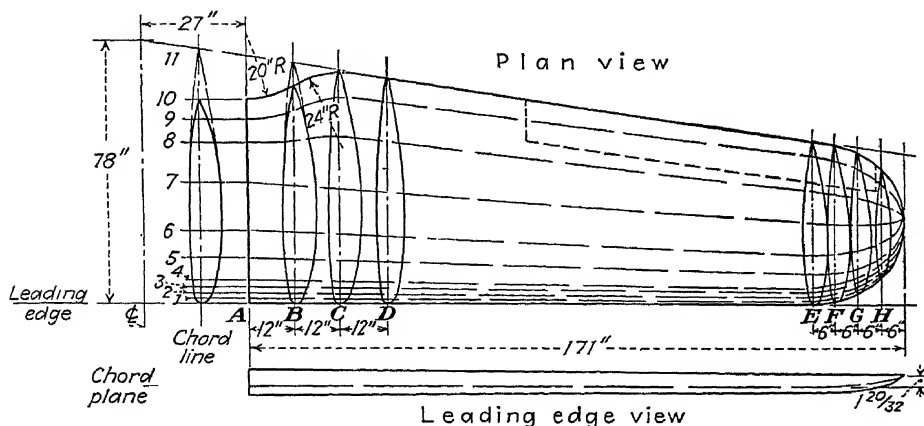 27"
11
20"R
Plan view
10
9
24"R
8
78"
7
6
5
4
3
2
1
Leading
edge
℄
A B C D E F G H
12" 12" 12" 6" 6" 6" 6"
Chord
line
171"
Chord
plane
1 20/32"
Leading edge view